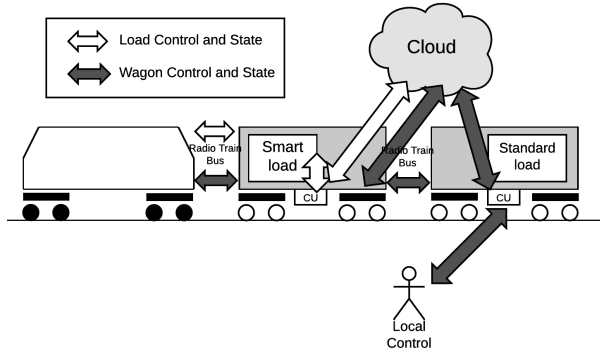 Load Control and State
Wagon Control and State
Cloud
Radio Train
Bus
Smart
load
CU
Radio Train
Bus
Standard
load
CU
Local
Control